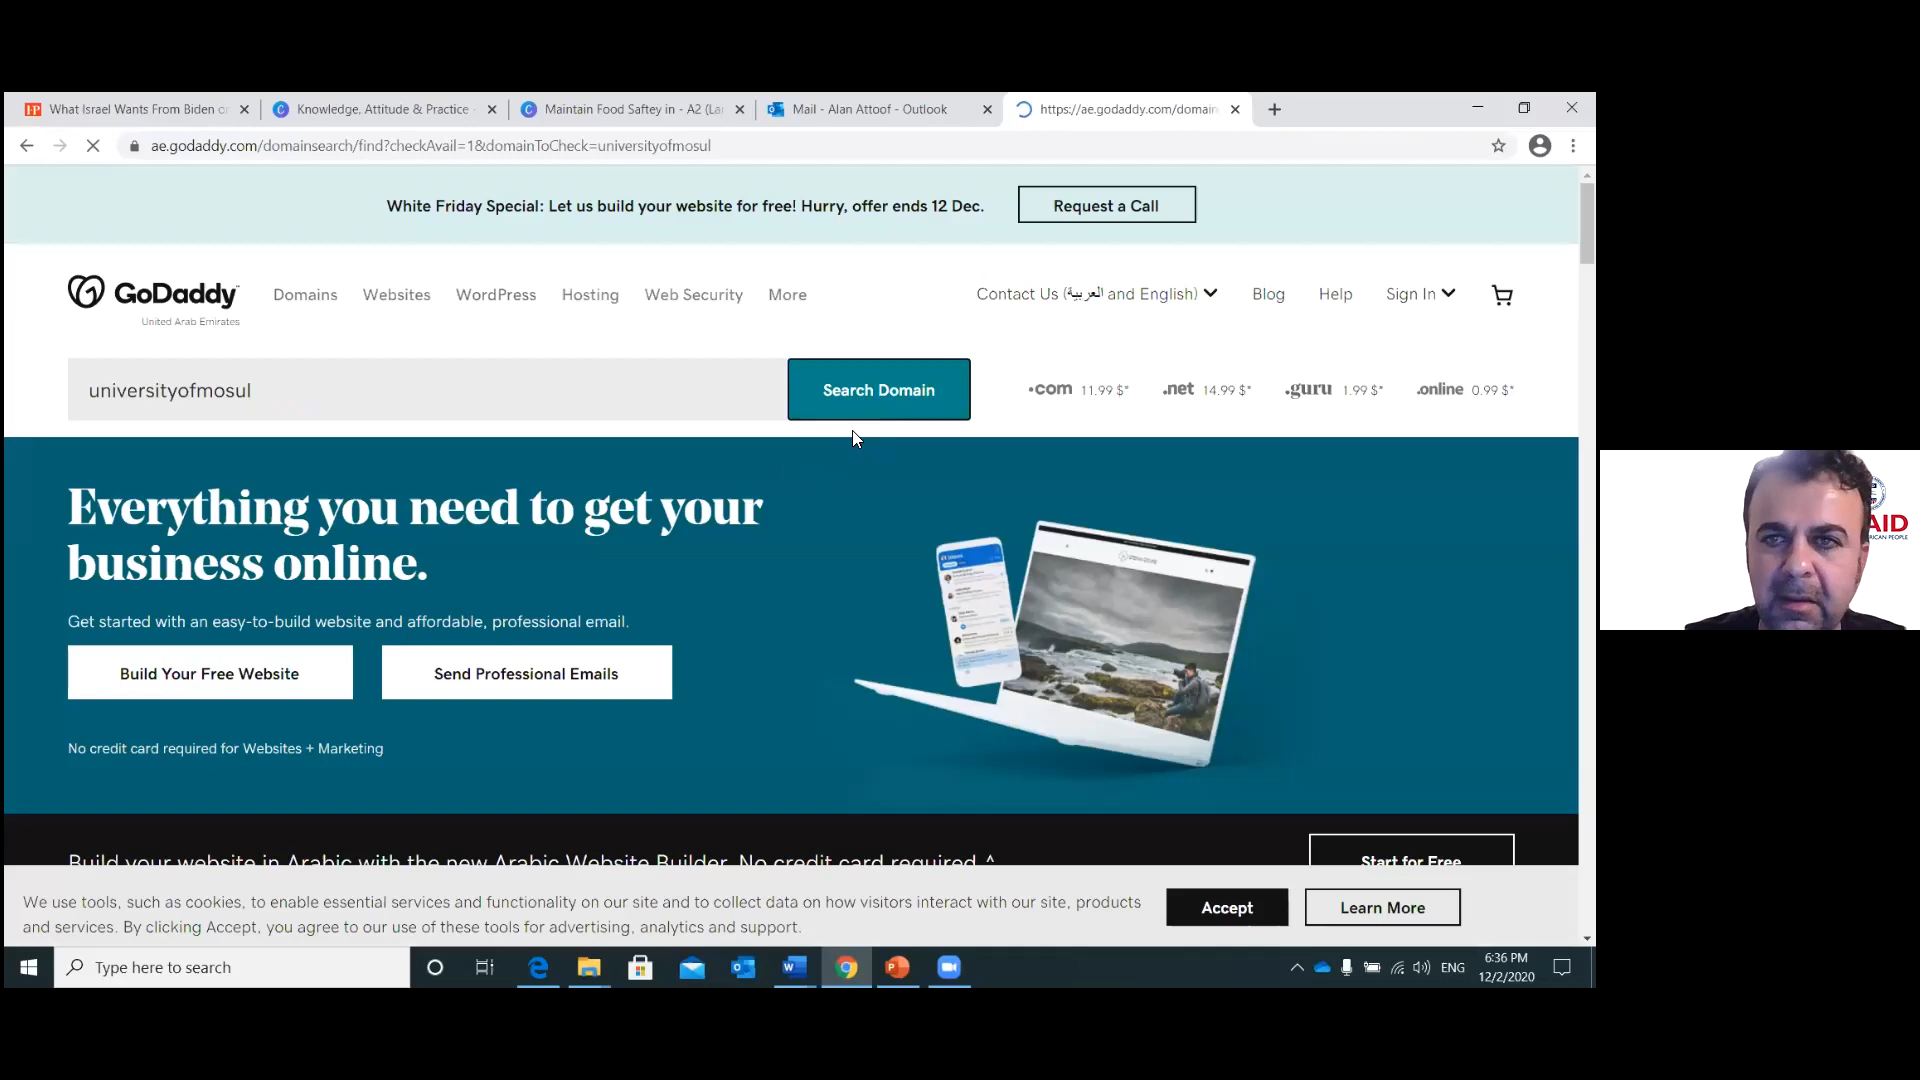 What Israel Wants From Biden or
Knowledge, Attitude & Practice
Maintain Food Saftey in - A2 (Lar
Mail - Alan Attoof - Outlook
https://ae.godaddy.com/domain
ae.godaddy.com/domainsearch/find?checkAvail=1&domainToCheck=universityofmosul
White Friday Special: Let us build your website for free! Hurry, offer ends 12 Dec.
Request a Call
GoDaddy
United Arab Emirates
Domains
Websites
WordPress
Hosting
Web Security
More
Contact Us (العربية and English)
Blog
Help
Sign In
universityofmosul
Search Domain
.com 11.99 $*
.net 14.99 $*
.guru 1.99 $*
.online 0.99 $*
Everything you need to get your
business online.
Get started with an easy-to-build website and affordable, professional email.
Build Your Free Website
Send Professional Emails
No credit card required for Websites + Marketing
Build your website in Arabic with the new Arabic Website Builder. No credit card required. ^
Start for Free
We use tools, such as cookies, to enable essential services and functionality on our site and to collect data on how visitors interact with our site, products
and services. By clicking Accept, you agree to our use of these tools for advertising, analytics and support.
Accept
Learn More
AID
RICAN PEOPLE
Type here to search
ENG
6:36 PM
12/2/2020